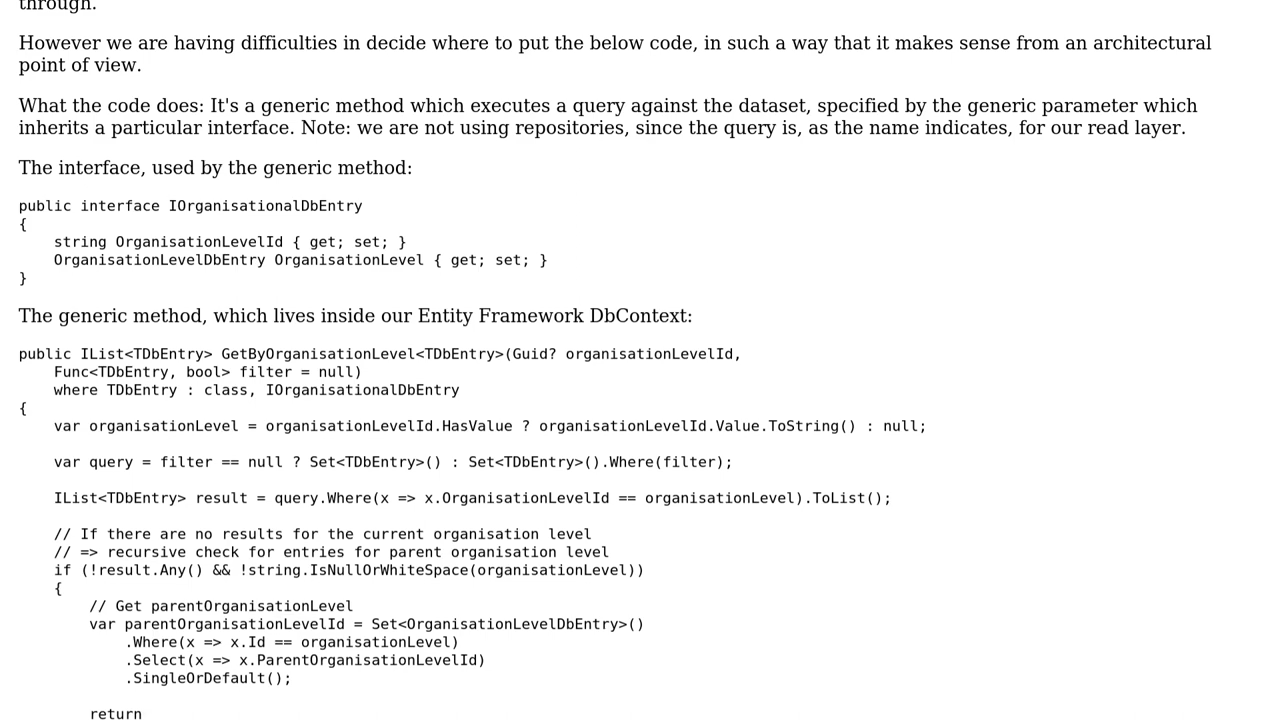 through.
However we are having difficulties in decide where to put the below code, in such a way that it makes sense from an architectural
point of view.
What the code does: It's a generic method which executes a query against the dataset, specified by the generic parameter which
inherits a particular interface. Note: we are not using repositories, since the query is, as the name indicates, for our read layer.
The interface, used by the generic method:
public interface IOrganisationalDbEntry
{
    string OrganisationLevelId { get; set; }
    OrganisationLevelDbEntry OrganisationLevel { get; set; }
}
The generic method, which lives inside our Entity Framework DbContext:
public IList<TDbEntry> GetByOrganisationLevel<TDbEntry>(Guid? organisationLevelId,
    Func<TDbEntry, bool> filter = null)
    where TDbEntry : class, IOrganisationalDbEntry
{
    var organisationLevel = organisationLevelId.HasValue ? organisationLevelId.Value.ToString() : null;
    var query = filter == null ? Set<TDbEntry>() : Set<TDbEntry>().Where(filter);
    IList<TDbEntry> result = query.Where(x => x.OrganisationLevelId == organisationLevel).ToList();
    // If there are no results for the current organisation level
    // => recursive check for entries for parent organisation level
    if (!result.Any() && !string.IsNullOrWhiteSpace(organisationLevel))
    {
        // Get parentOrganisationLevel
        var parentOrganisationLevelId = Set<OrganisationLevelDbEntry>()
            .Where(x => x.Id == organisationLevel)
            .Select(x => x.ParentOrganisationLevelId)
            .SingleOrDefault();
        return